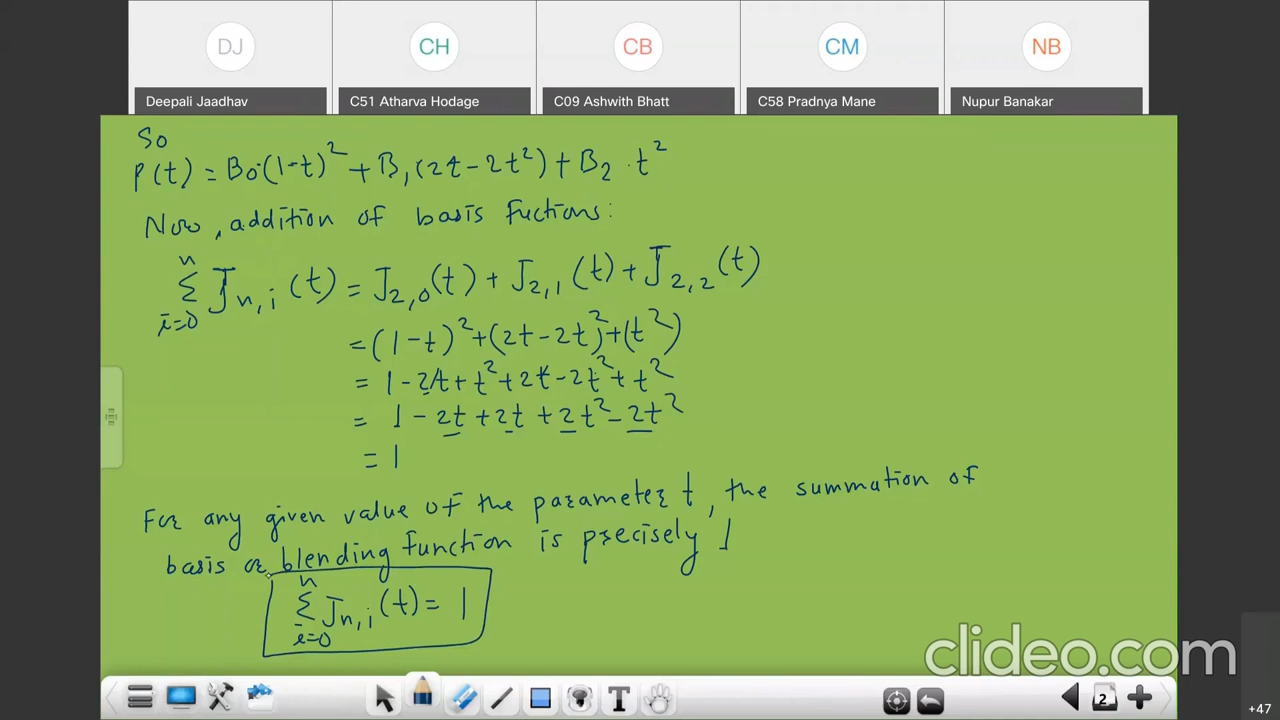 DJ CH CB CM NB
Deepali Jaadhav C51 Atharva Hodage C09 Ashwith Bhatt C58 Pradnya Mane Nupur Banakar
So
P(t) = B0·(1-t)² + B₁(2t-2t²) + B₂ · t²
Now, addition of basis fuctions:
n
Σ Jn,i (t) = J2,0(t) + J2,1(t) + J2,2(t)
i=0
= (1-t)² + (2t-2t²) + (t²)
= 1 - 2t + t² + 2t - 2t² + t²
= 1 - 2t + 2t + 2t² - 2t²
= 1
For any given value of the parameter t, the summation of
basis or blending function is precisely 1
n
Σ Jn,i (t) = 1
i=0
clideo.com
T 2
+47